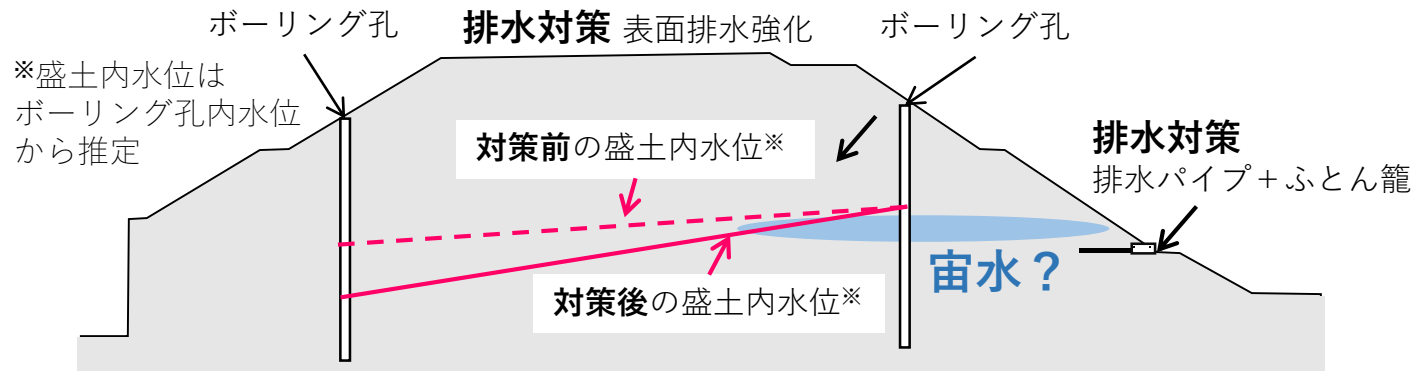 ボーリング孔
排水対策 表面排水強化
ボーリング孔
※盛土内水位は
ボーリング孔内水位
から推定
対策前の盛土内水位※
排水対策
排水パイプ＋ふとん籠
宙水？
対策後の盛土内水位※